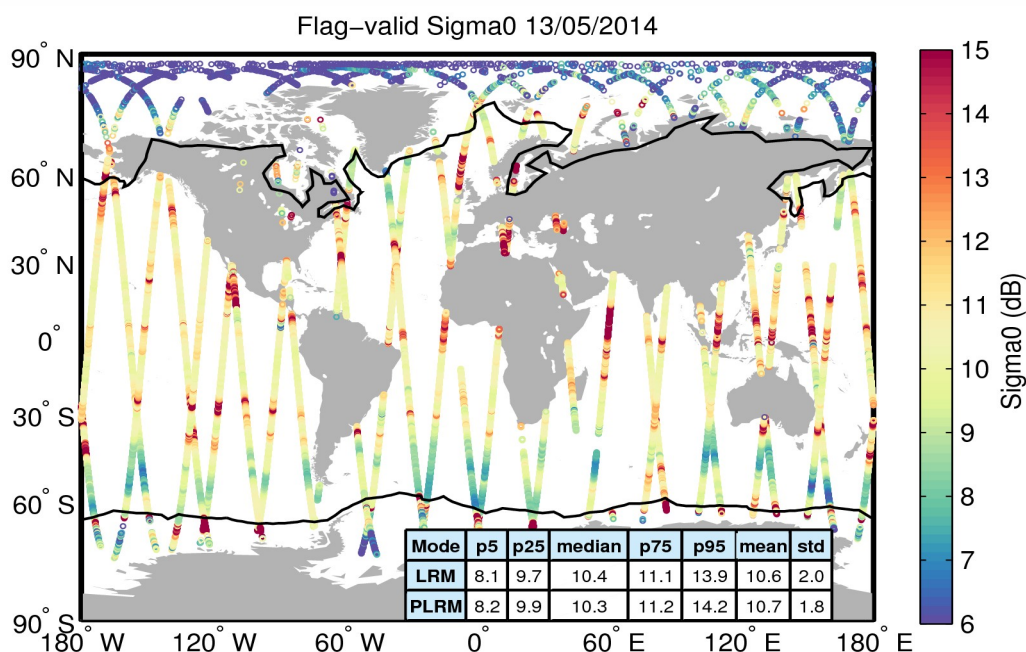 Flag−valid Sigma0 13/05/2014
90° N
60° N
30° N
0°
30° S
60° S
90° S
180° W
120° W
60° W
0°
60° E
120° E
180° E
Mode p5 p25 median p75 p95 mean std
LRM 8.1 9.7 10.4 11.1 13.9 10.6 2.0
PLRM 8.2 9.9 10.3 11.2 14.2 10.7 1.8
15
14
13
12
11
10
9
8
7
6
Sigma0 (dB)